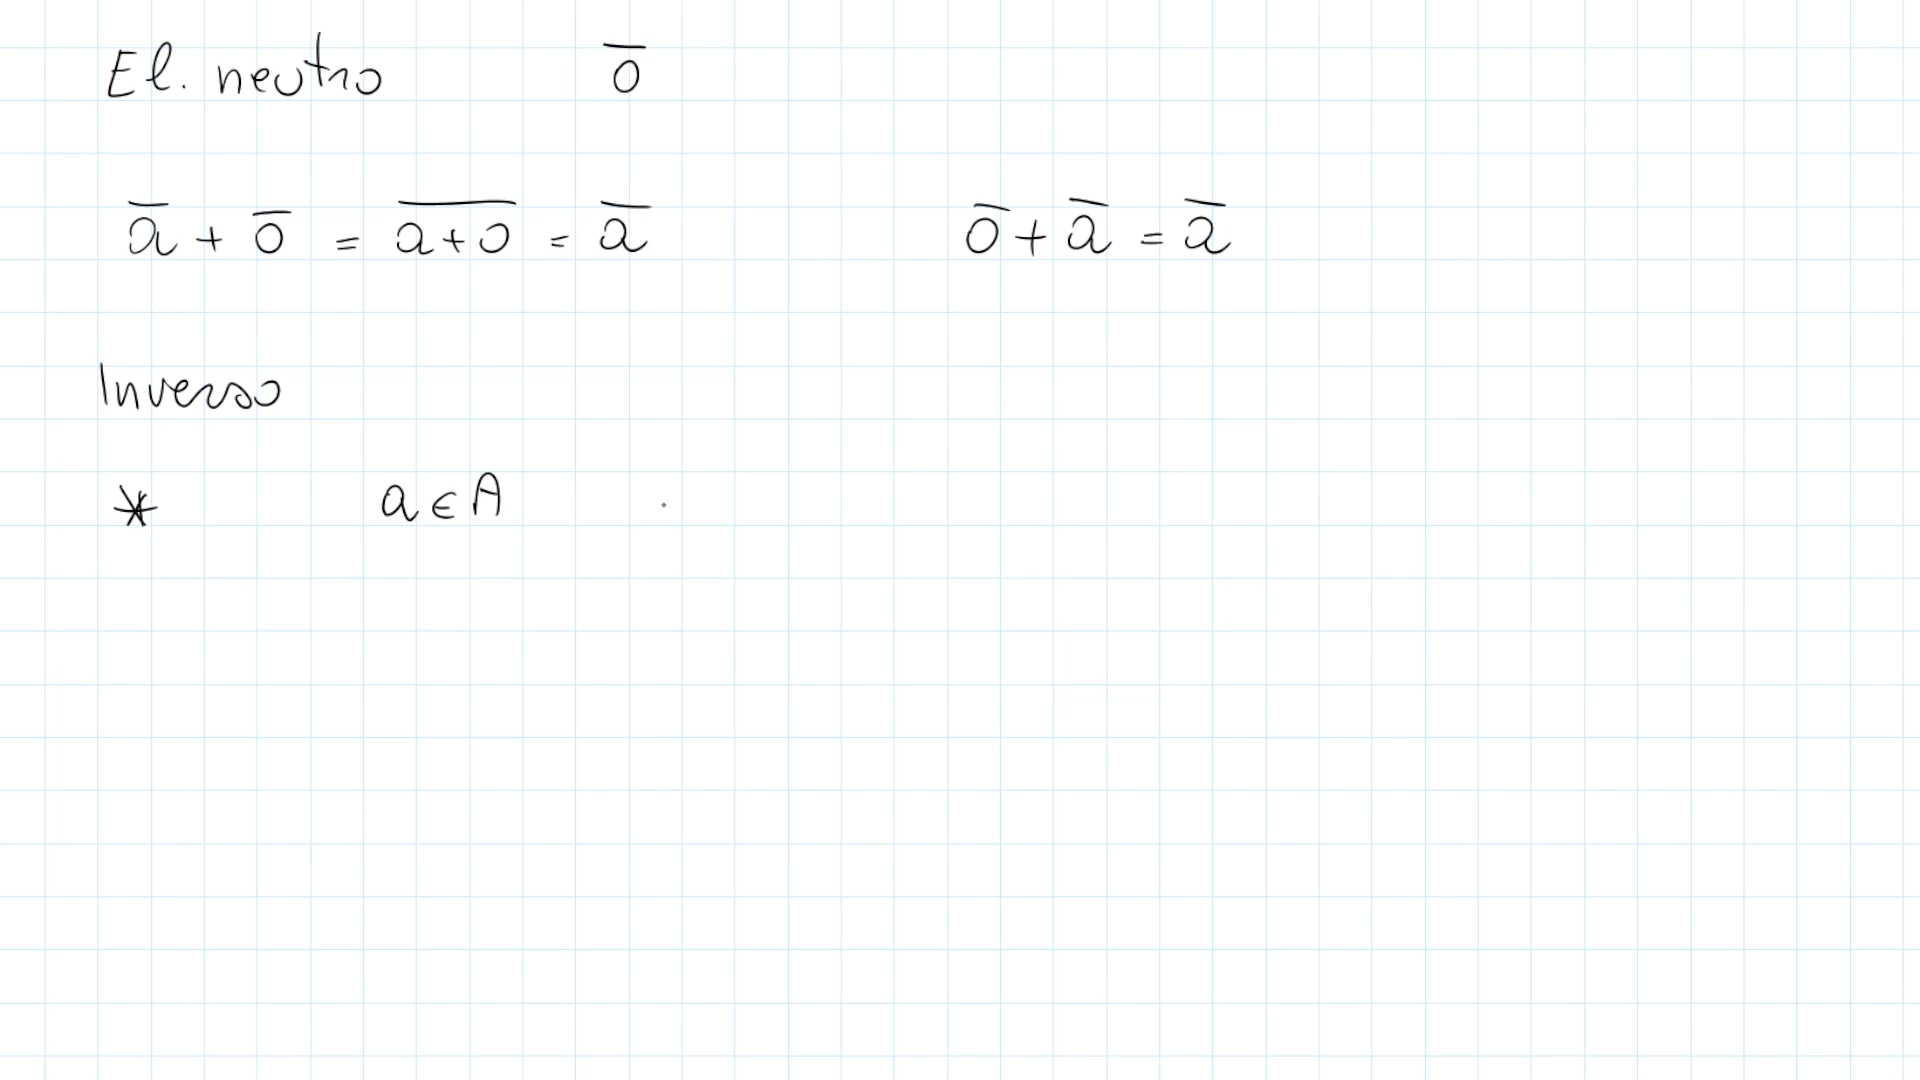 El. neutro 0̅
a̅ + 0̅ = a̅+̅0̅ = a̅ 0̅ + a̅ = a̅
Inverso
* a ∈ A .